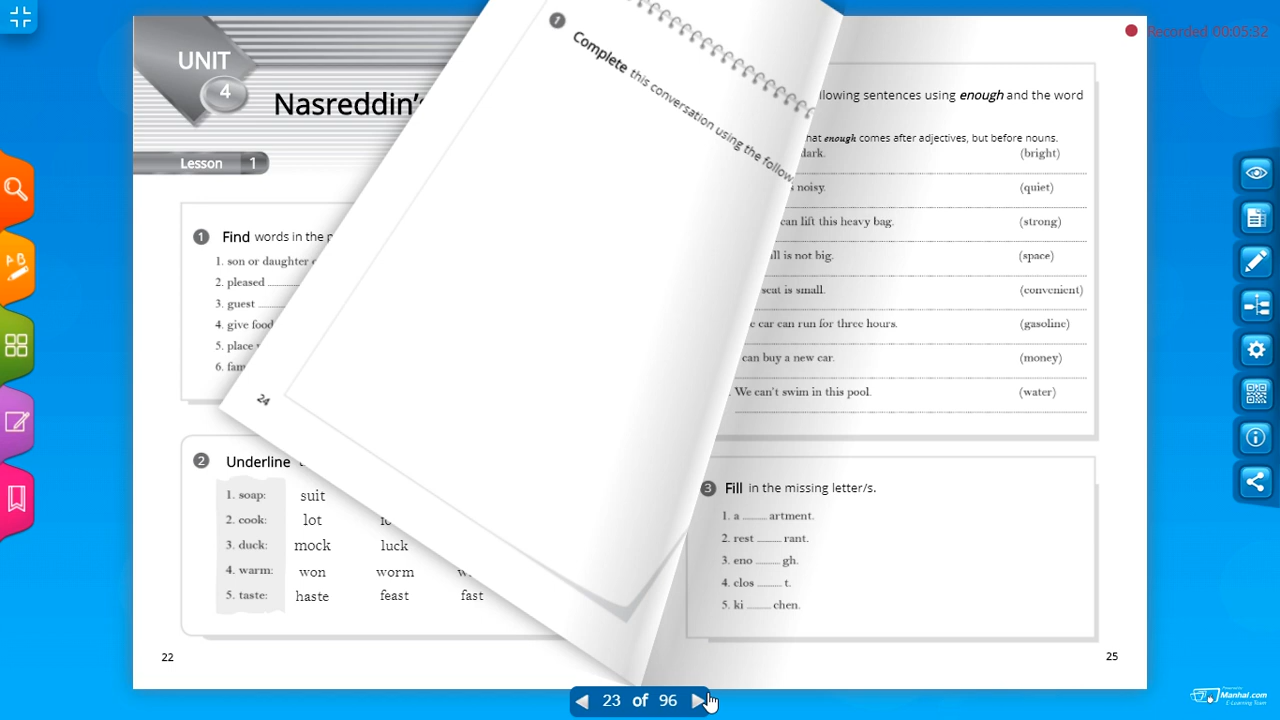 Recorded 00:05:32
UNIT
4
Nasreddin's
Lesson 1
1 Find words in the
1. son or daughter
2. pleased
3. guest
4. give food
5. place
6.
2 Underline
1. soap: suit
2. cook: lot
3. duck: mock luck
4. warm: won worm
5. taste: haste feast fast
22
1 Complete this conversation using the
24
sentences using enough and the word
enough comes after adjectives, but before nouns.
dark. (bright)
noisy. (quiet)
can lift this heavy bag. (strong)
is not big. (space)
seat is small. (convenient)
car can run for three hours. (gasoline)
can buy a new car. (money)
We can't swim in this pool. (water)
3 Fill in the missing letter/s.
1. a ........ artment.
2. rest ........ rant.
3. eno ........ gh.
4. clos ........ t.
5. ki ........ chen.
25
23 of 96
Manhal.com
E-Learning Town